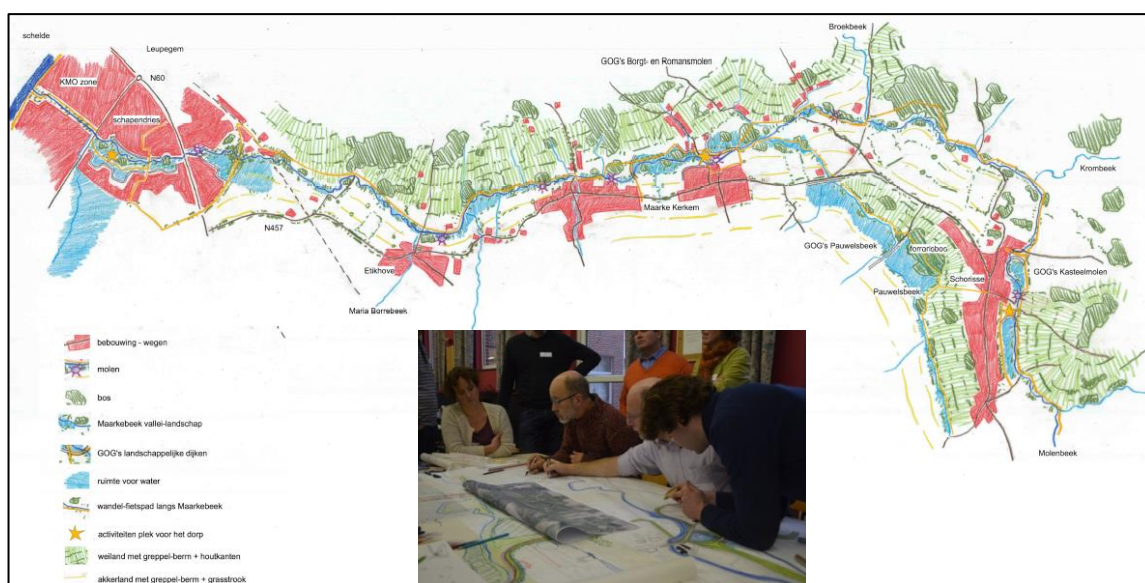 schelde
Leupegem
KMO zone
N60
schapendries
Broekbeek
GOG's Borgt- en Romansmolen
Krombeek
N457
Maarke Kerkem
Etikhove
Maria Borrebeek
GOG's Pauwelsbeek
ferrarisbos
Schorisse
GOG's Kasteelmolen
Pauwelsbeek
Molenbeek
bebouwing - wegen
molen
bos
Maarkebeek vallei-landschap
GOG's landschappelijke dijken
ruimte voor water
wandel-fietspad langs Maarkebeek
activiteiten plek voor het dorp
weiland met greppel-berm + houtkanten
akkerland met greppel-berm + grasstrook